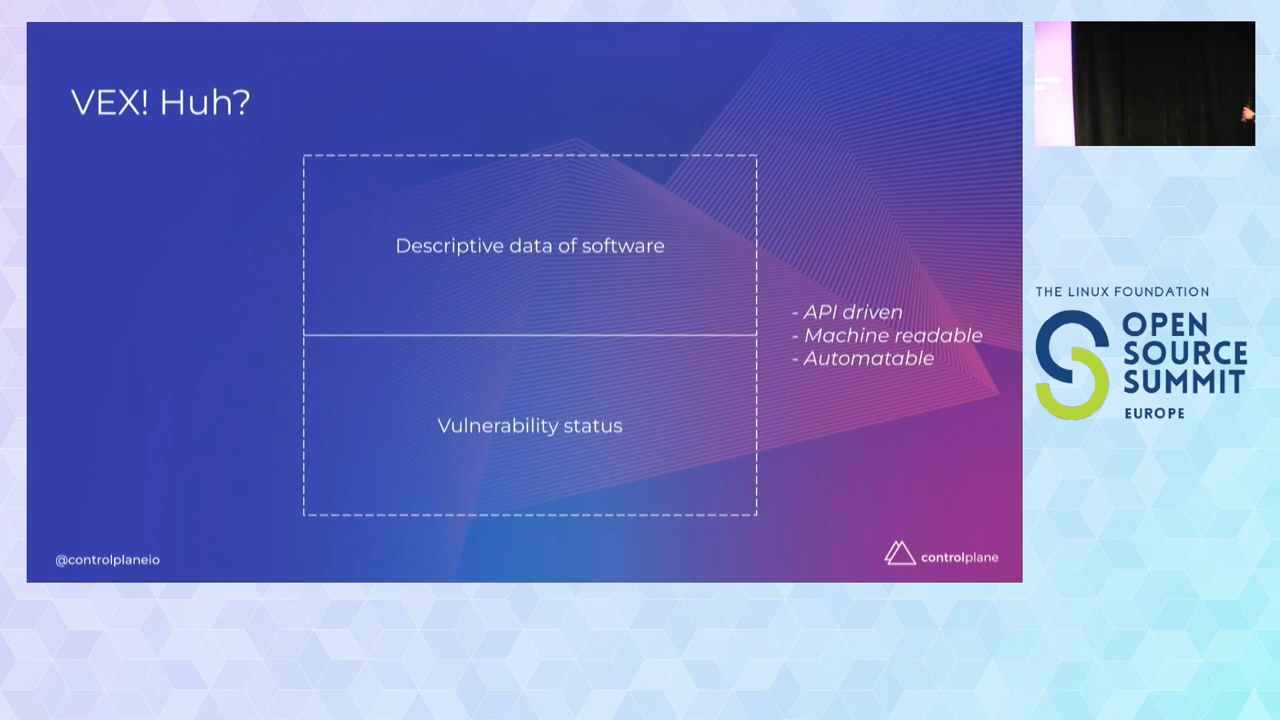 VEX! Huh?
Descriptive data of software
- API driven
- Machine readable
- Automatable
Vulnerability status
@controlplaneio
controlplane
THE LINUX FOUNDATION
OPEN
SOURCE
SUMMIT
EUROPE